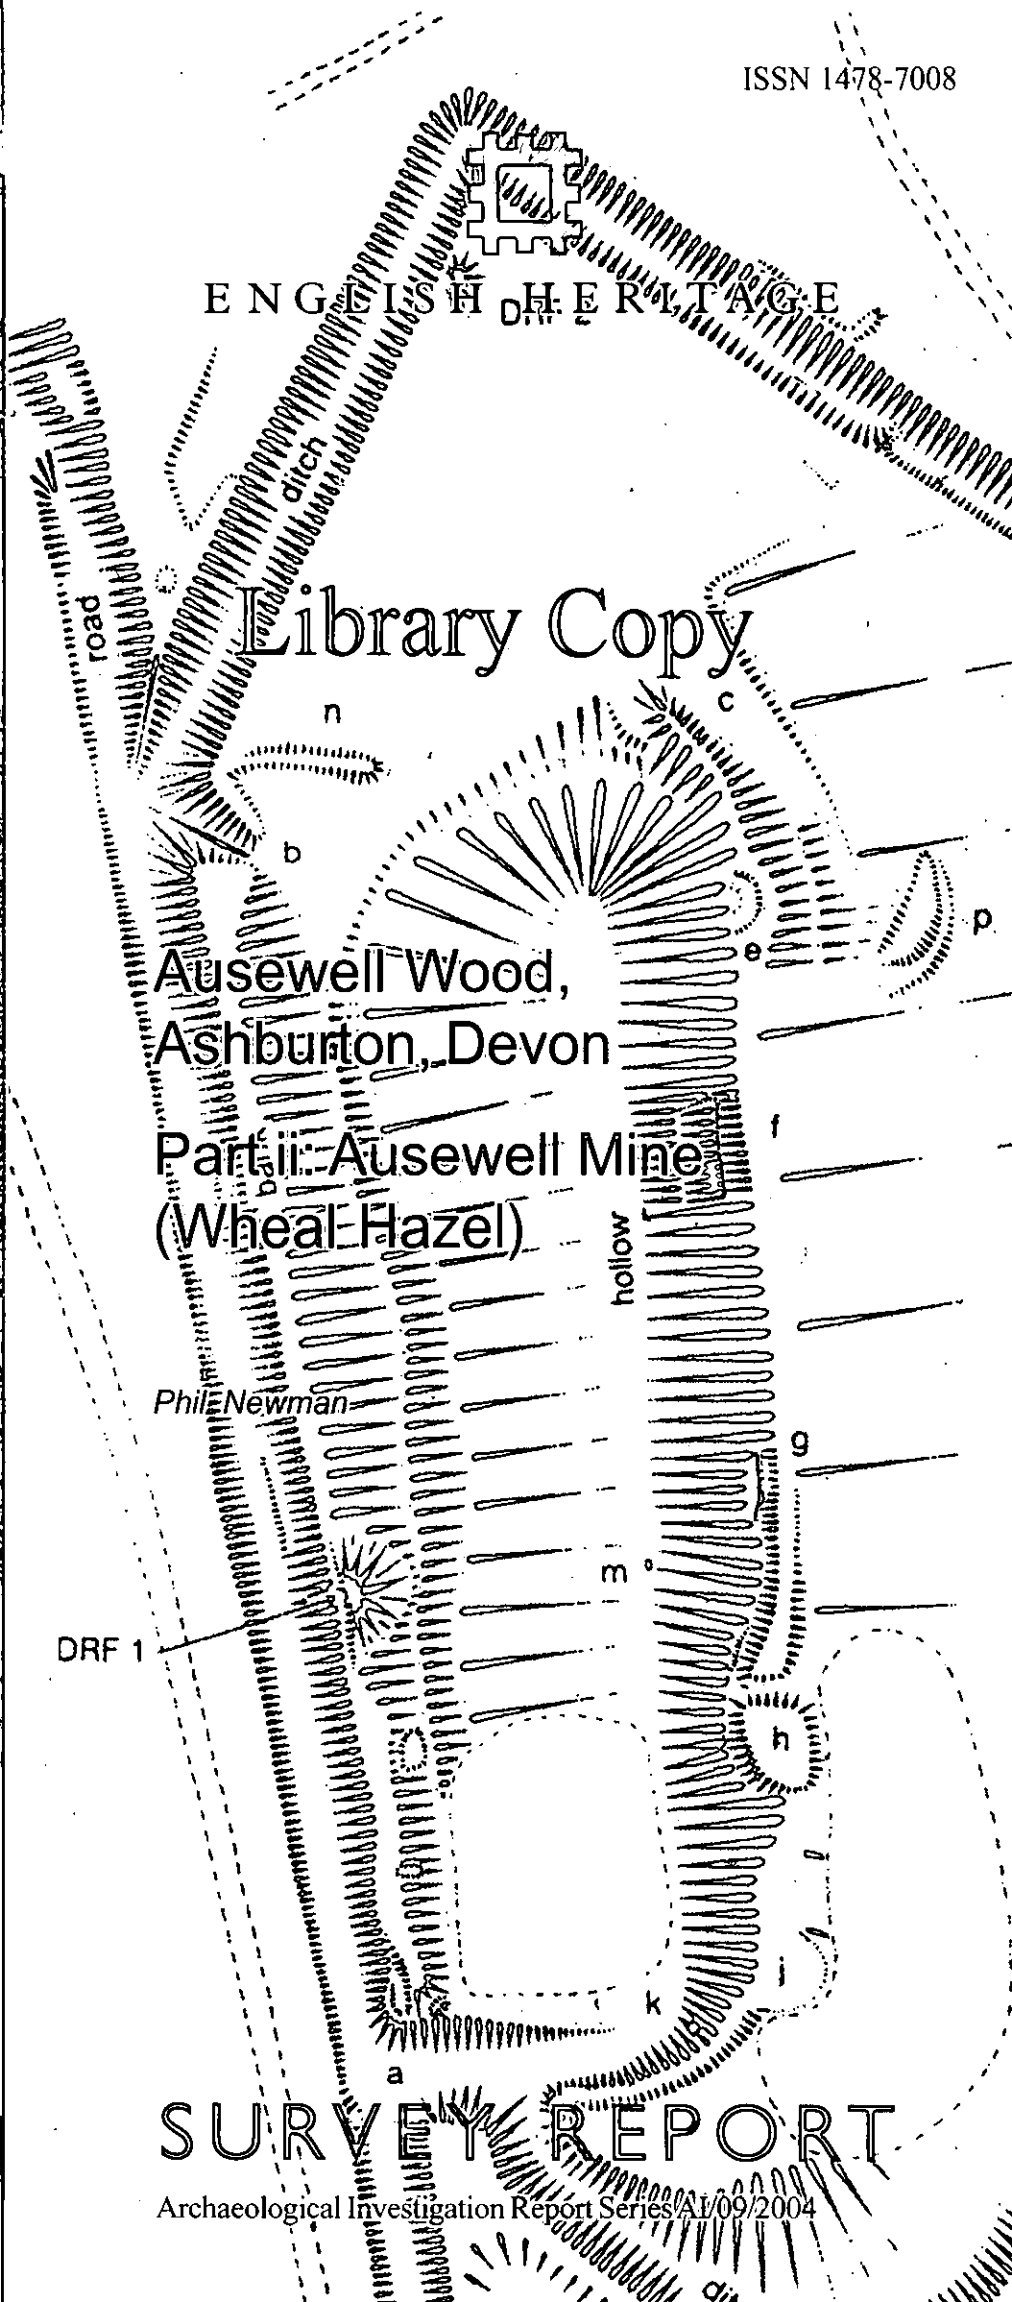 ISSN 1478-7008
ENGLISH HERITAGE
ditch
road
Library Copy
n
c
b
p
e
Ausewell Wood,
Ashburton, Devon
f
Part ii: Ausewell Mine
(Wheal Hazel)
hollow
Phil Newman
g
m
DRF 1
h
j
k
a
SURVEY REPORT
Archaeological Investigation Report Series AI/09/2004